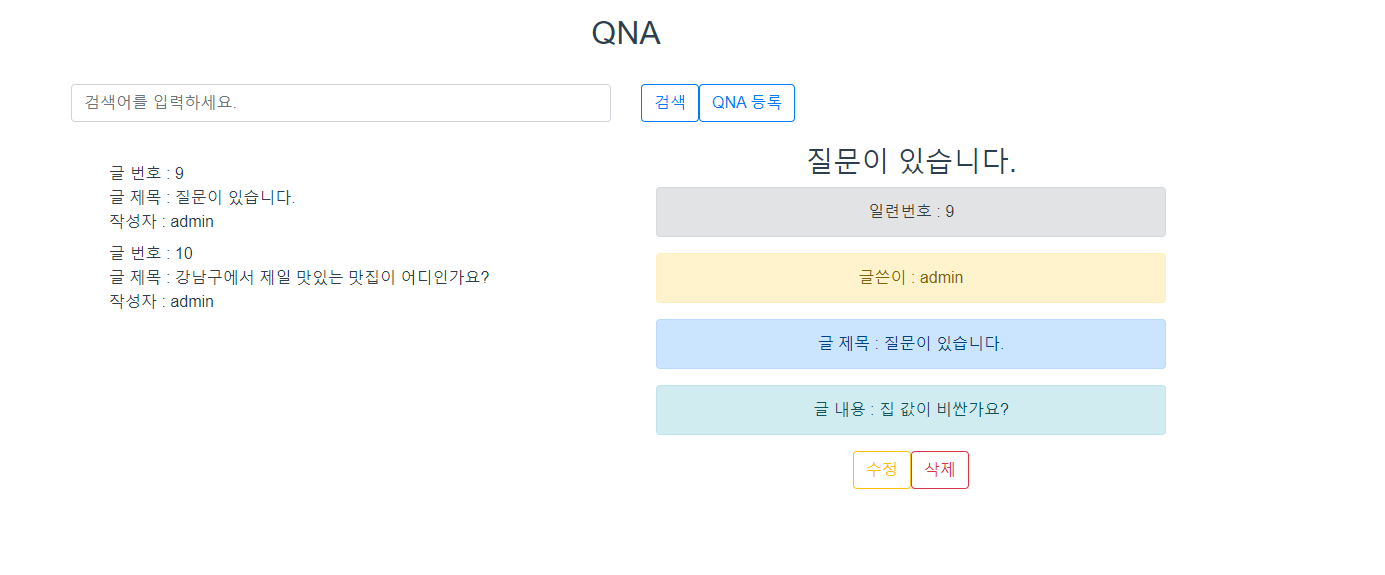 QNA
검색어를 입력하세요.
검색
QNA 등록
글 번호 : 9
글 제목 : 질문이 있습니다.
작성자 : admin
글 번호 : 10
글 제목 : 강남구에서 제일 맛있는 맛집이 어디인가요?
작성자 : admin
질문이 있습니다.
일련번호 : 9
글쓴이 : admin
글 제목 : 질문이 있습니다.
글 내용 : 집 값이 비싼가요?
수정
삭제